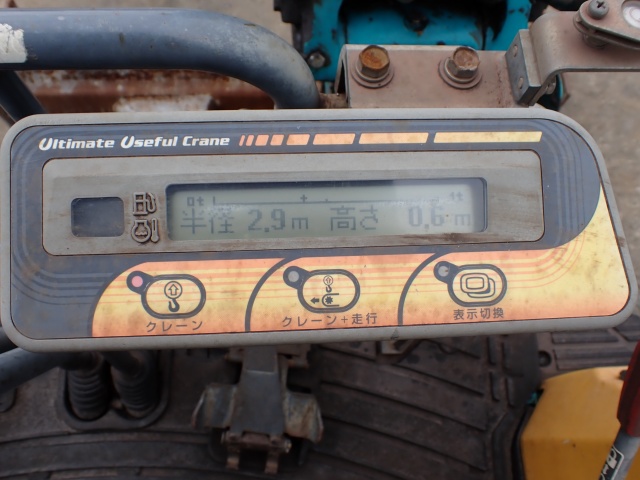 Ultimate Useful Crane
半径 2.9m 高さ 0.6m
クレーン
クレーン+走行
表示切換